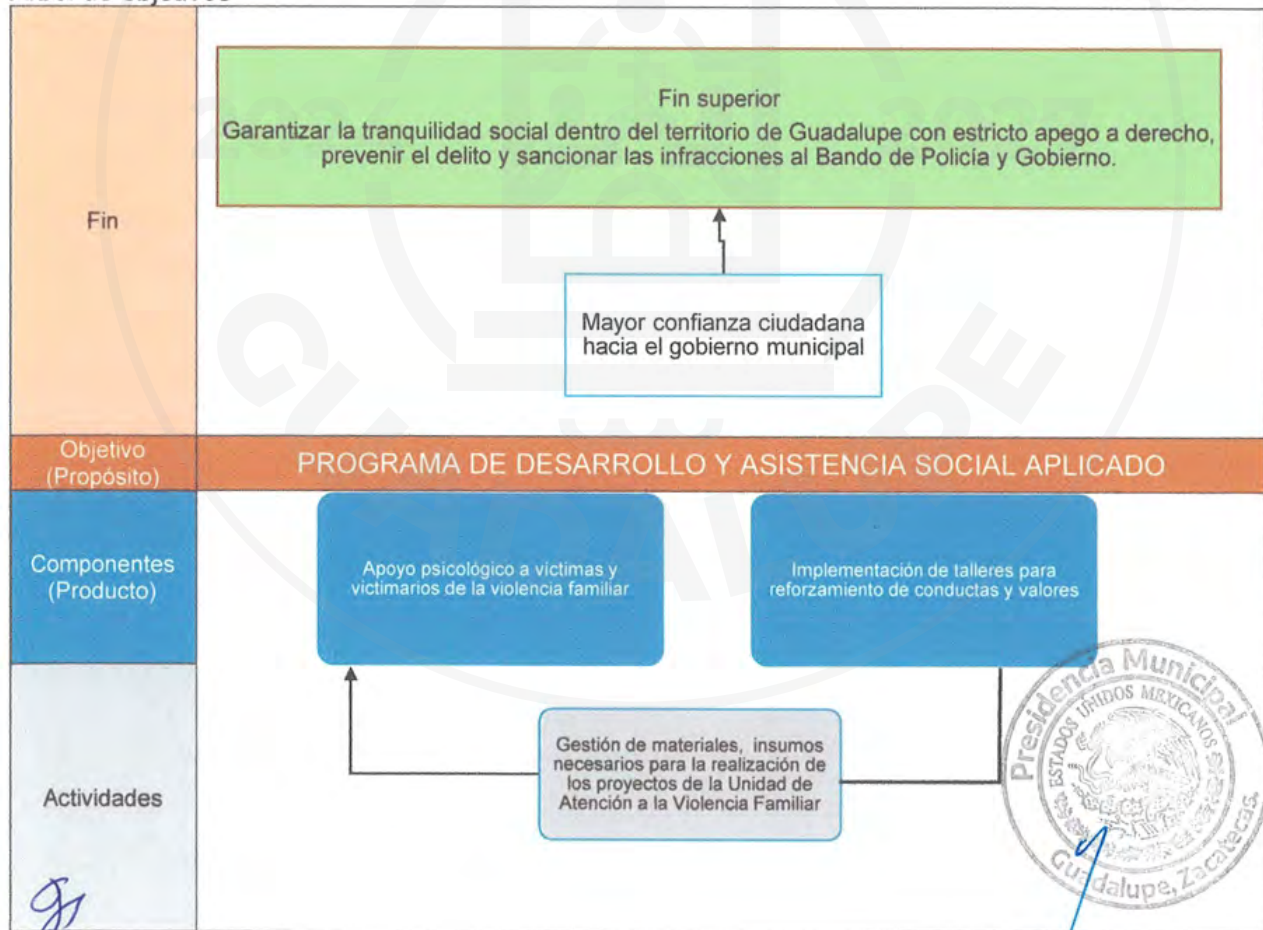 Fin
Fin superior
Garantizar la tranquilidad social dentro del territorio de Guadalupe con estricto apego a derecho,
prevenir el delito y sancionar las infracciones al Bando de Policía y Gobierno.
Mayor confianza ciudadana
hacia el gobierno municipal
Objetivo
(Propósito)
PROGRAMA DE DESARROLLO Y ASISTENCIA SOCIAL APLICADO
Componentes
(Producto)
Apoyo psicológico a victimas y
victimarios de la violencia familiar
Implementación de talleres para
reforzamiento de conductas y valores
Actividades
Gestión de materiales, insumos
necesarios para la realización de
los proyectos de la Unidad de
Atención a la Violencia Familiar
Presidencia Municipal
ESTADOS UNIDOS MEXICANOS
Guadalupe, Zacatecas.
GUADALUPE